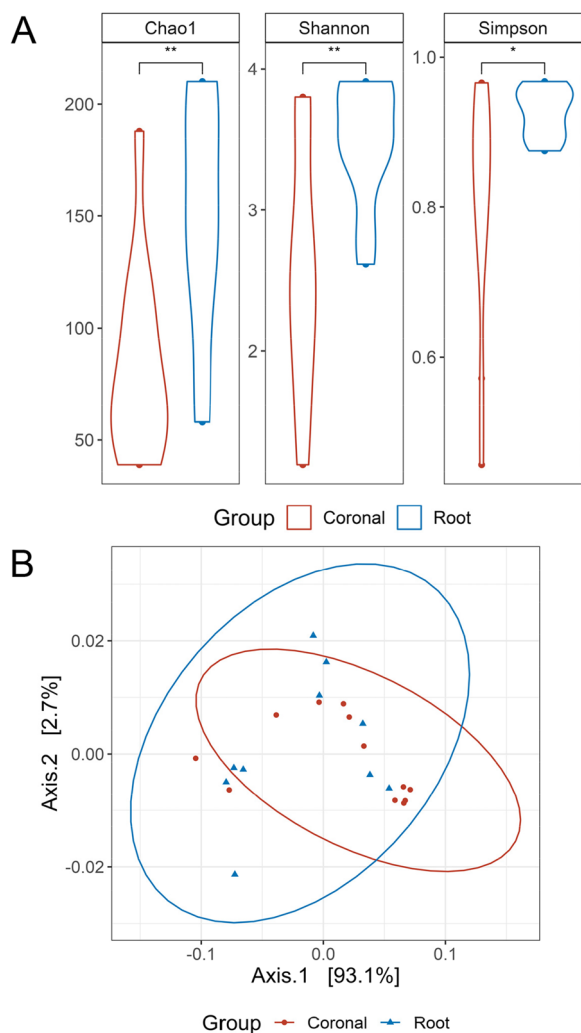 A
Chao1 Shannon Simpson
** ** *
200
150
100
50
4
3
2
1.0
0.8
0.6
Group Coronal Root
B
Axis.2 [2.7%]
0.02
0.00
-0.02
-0.1 0.0 0.1
Axis.1 [93.1%]
Group Coronal Root